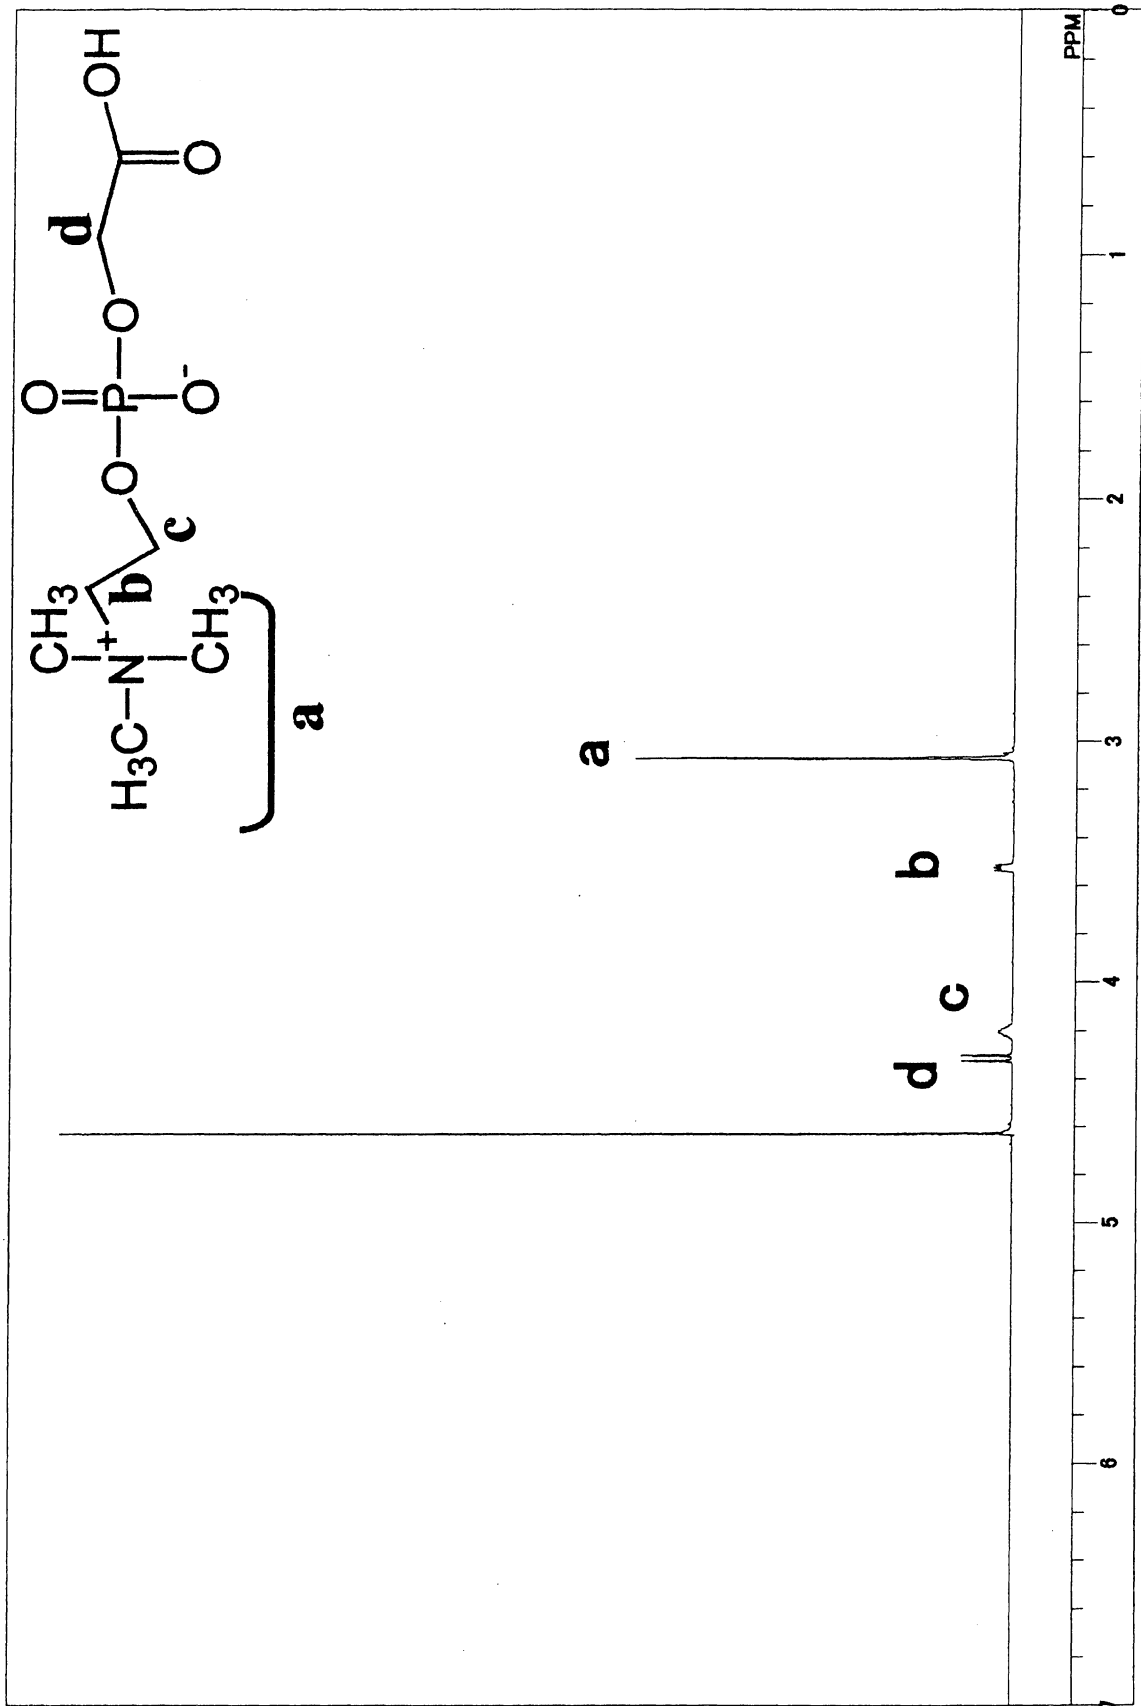 CH3 O
d
OH
H3C–N+ O–P–O
b
c
CH3 O- O
a
a
d b
c
PPM
7 6 5 4 3 2 1 0